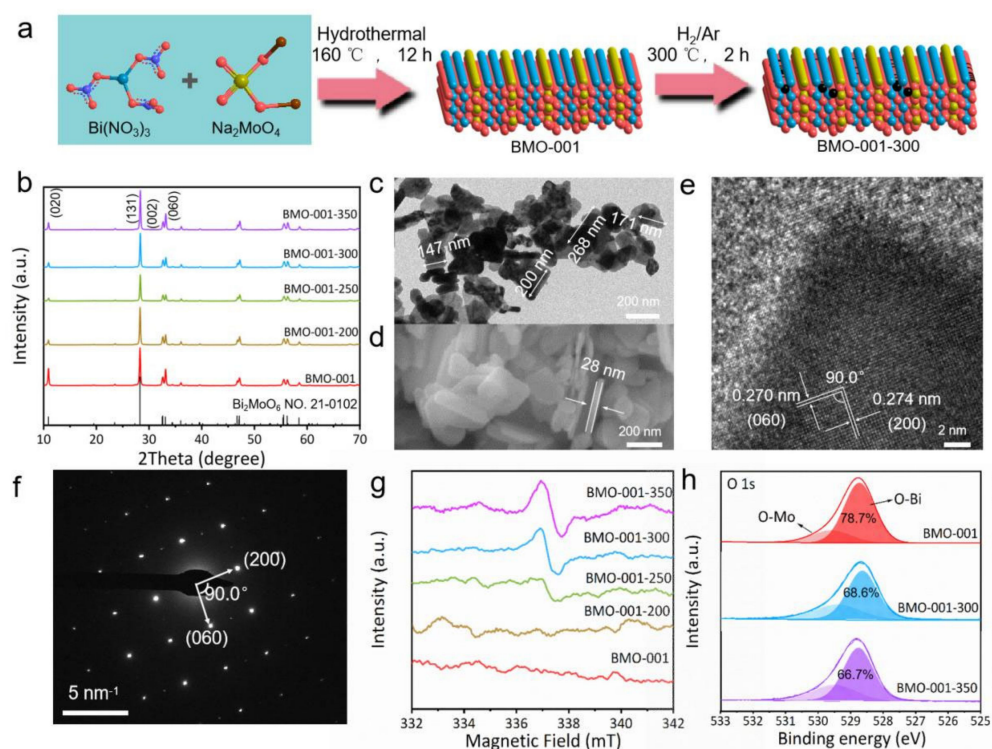 a
Hydrothermal
160 ℃ , 12 h
H₂/Ar
300 ℃ , 2 h
Bi(NO₃)₃
Na₂MoO₄
BMO-001
BMO-001-300
b
Intensity (a.u.)
(020)
(131)
(002)
(060)
BMO-001-350
BMO-001-300
BMO-001-250
BMO-001-200
BMO-001
Bi₂MoO₆ NO. 21-0102
10 20 30 40 50 60 70
2Theta (degree)
c
147 nm
200 nm
268 nm
171 nm
200 nm
d
28 nm
200 nm
e
90.0°
0.270 nm
(060)
0.274 nm
(200)
2 nm
f
(200)
90.0°
(060)
5 nm⁻¹
g
Intensity (a.u.)
BMO-001-350
BMO-001-300
BMO-001-250
BMO-001-200
BMO-001
332 334 336 338 340 342
Magnetic Field (mT)
h
Intensity (a.u.)
O 1s
O-Mo
O-Bi
78.7%
BMO-001
68.6%
BMO-001-300
66.7%
BMO-001-350
533 532 531 530 529 528 527 526 525
Binding energy (eV)